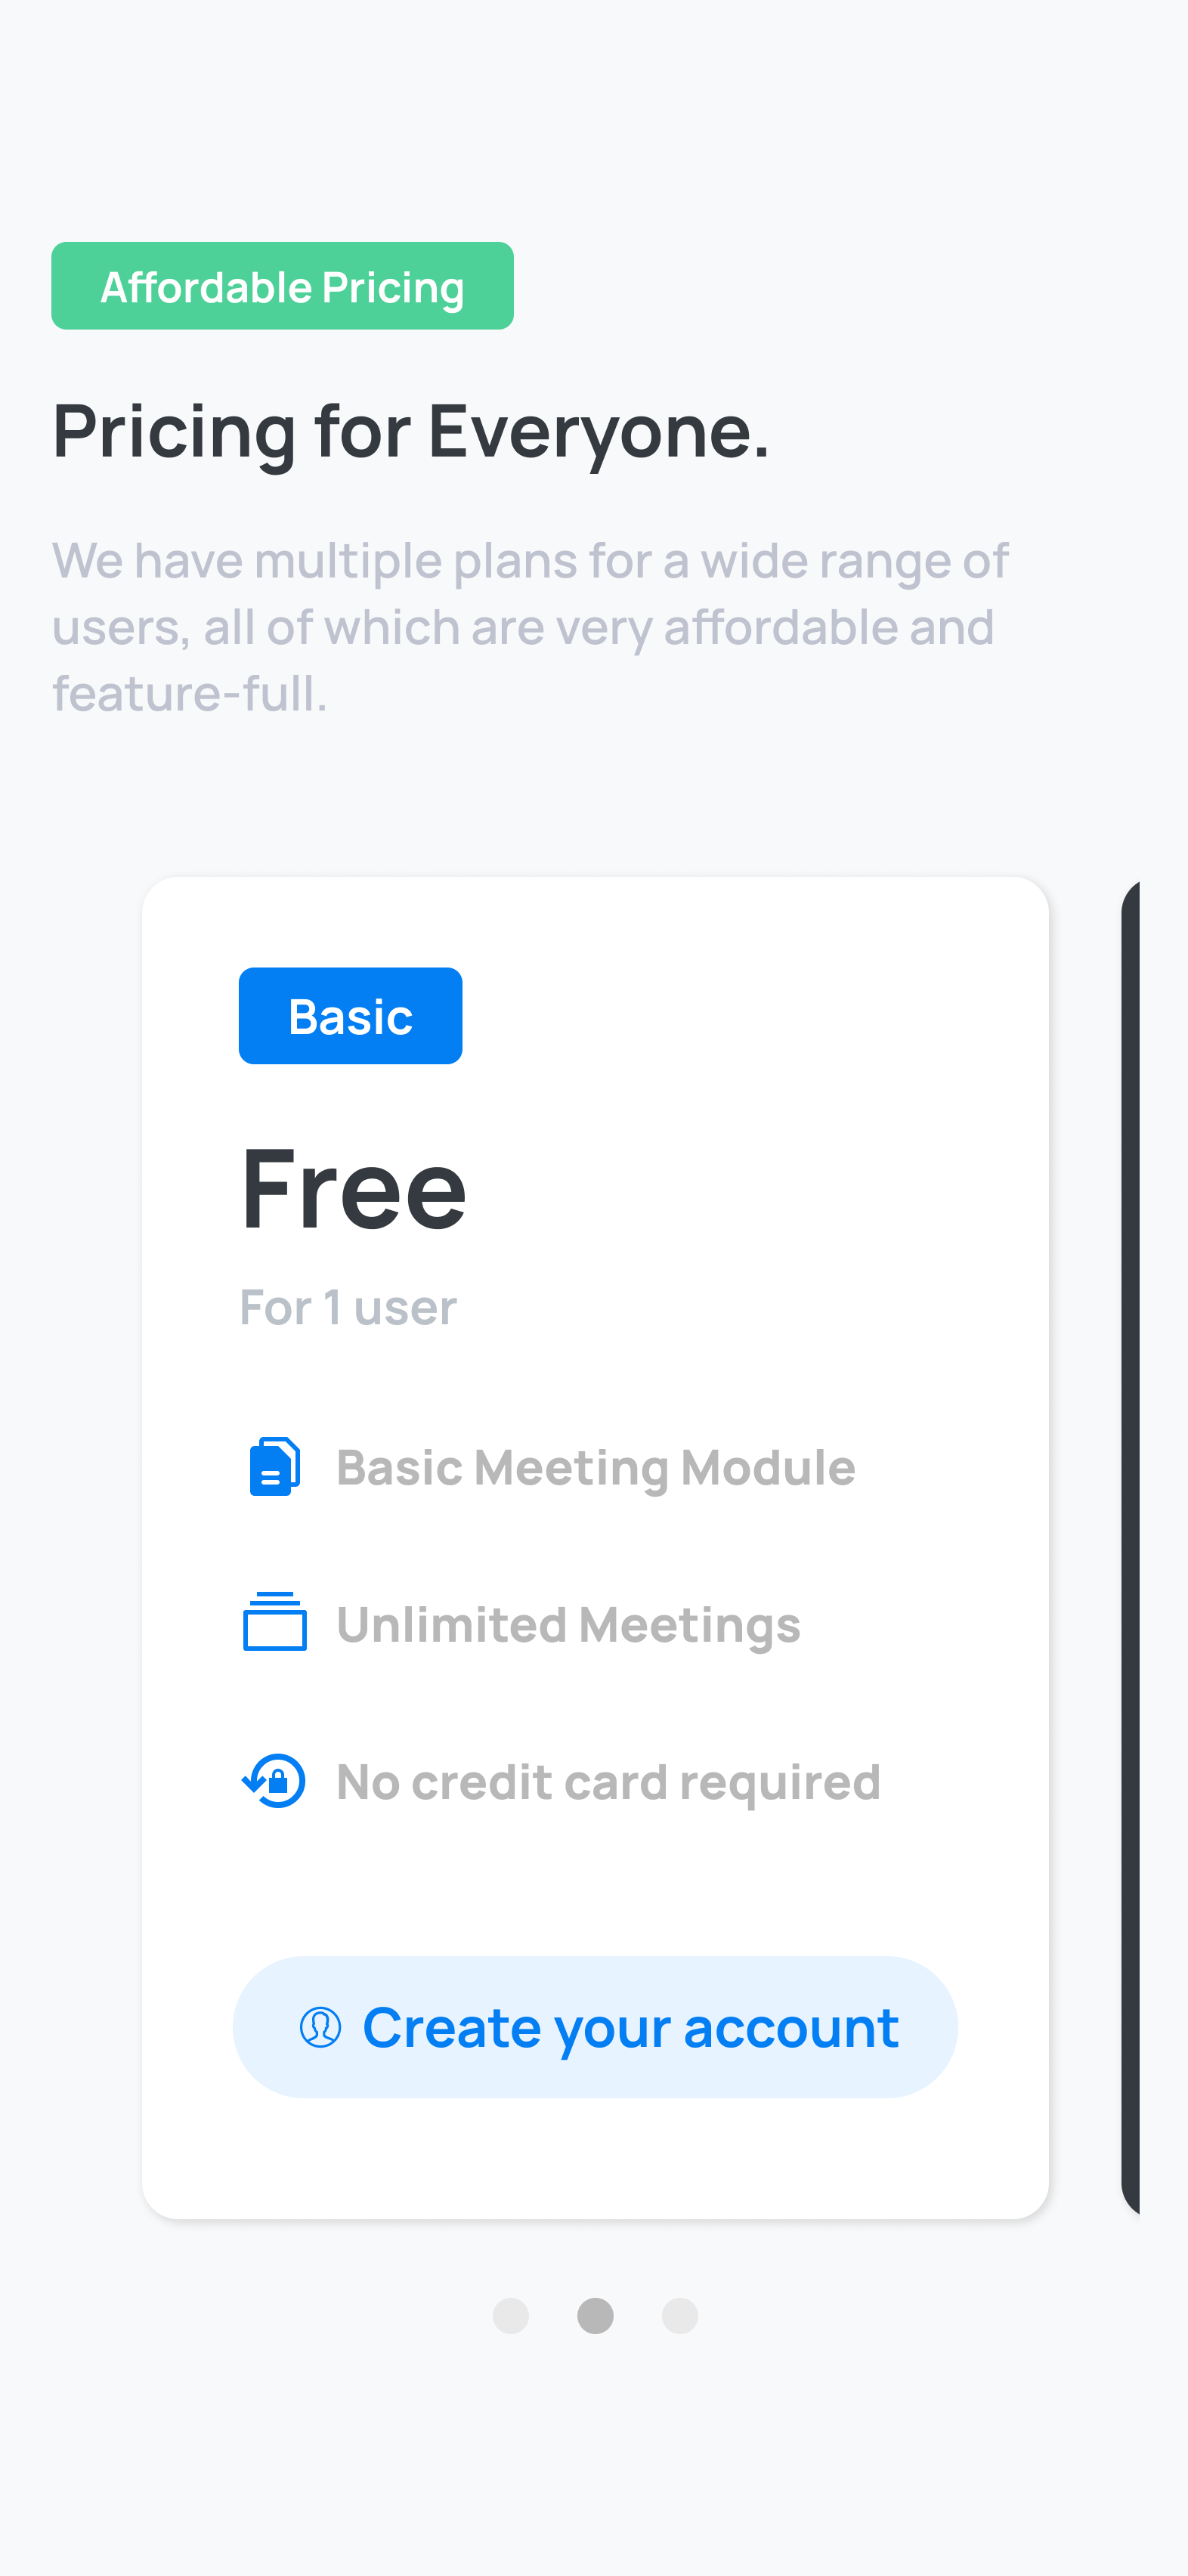 Affordable Pricing
Pricing for Everyone.
We have multiple plans for a wide range of
users, all of which are very affordable and
feature-full.
Basic
Free
For 1 user
Basic Meeting Module
Unlimited Meetings
No credit card required
Create your account